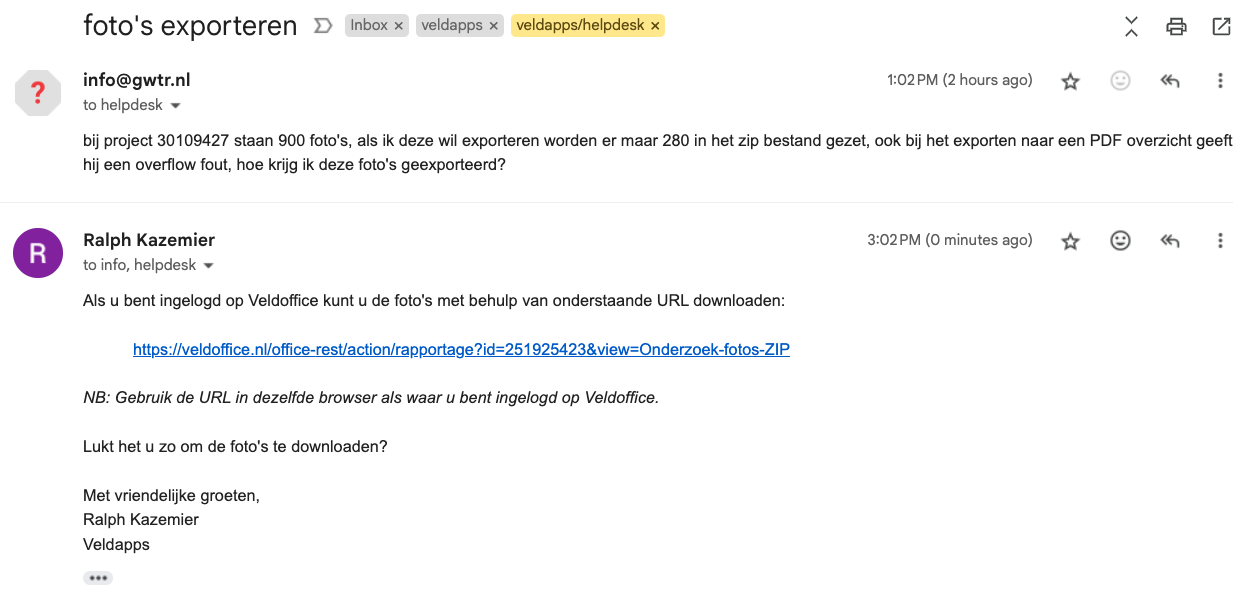 foto's exporteren
Inbox ×
veldapps ×
veldapps/helpdesk ×
?
info@gwtr.nl
1:02 PM (2 hours ago)
to helpdesk
bij project 30109427 staan 900 foto's, als ik deze wil exporteren worden er maar 280 in het zip bestand gezet, ook bij het exporten naar een PDF overzicht geeft
hij een overflow fout, hoe krijg ik deze foto's geexporteerd?
R
Ralph Kazemier
3:02 PM (0 minutes ago)
to info, helpdesk
Als u bent ingelogd op Veldoffice kunt u de foto's met behulp van onderstaande URL downloaden:
https://veldoffice.nl/office-rest/action/rapportage?id=251925423&view=Onderzoek-fotos-ZIP
NB: Gebruik de URL in dezelfde browser als waar u bent ingelogd op Veldoffice.
Lukt het u zo om de foto's te downloaden?
Met vriendelijke groeten,
Ralph Kazemier
Veldapps